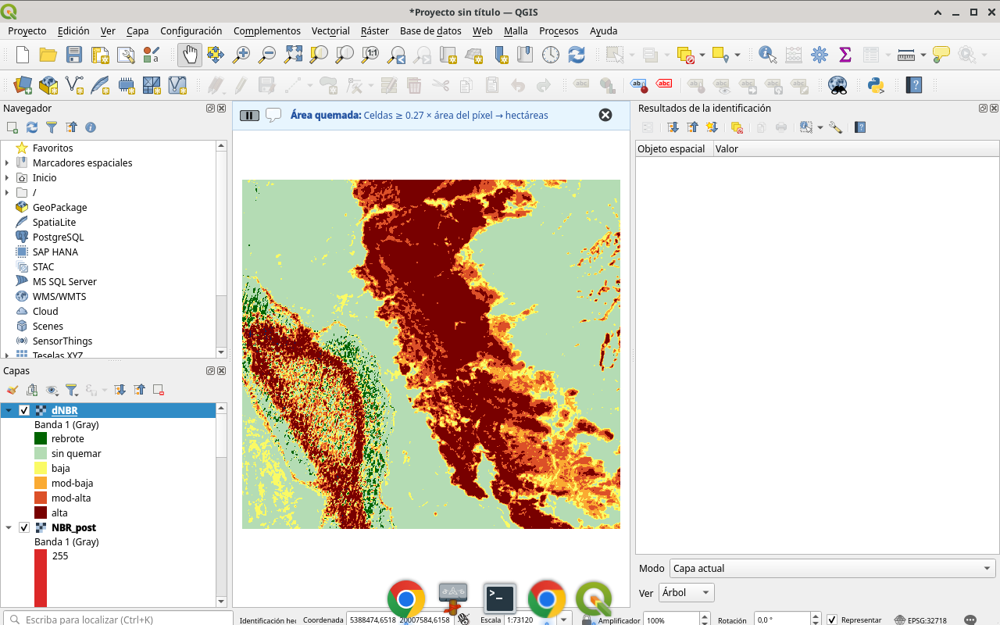 *Proyecto sin título — QGIS
Proyecto Edición Ver Capa Configuración Complementos Vectorial Ráster Base de datos Web Malla Procesos Ayuda
Navegador
Favoritos
Marcadores espaciales
Inicio
/
GeoPackage
SpatiaLite
PostgreSQL
SAP HANA
STAC
MS SQL Server
WMS/WMTS
Cloud
Scenes
SensorThings
Teselas XYZ
Capas
dNBR
Banda 1 (Gray)
rebrote
sin quemar
baja
mod-baja
mod-alta
alta
NBR_post
Banda 1 (Gray)
255
Área quemada: Celdas ≥ 0.27 × área del píxel → hectáreas
Resultados de la identificación
Objeto espacial Valor
Modo Capa actual
Ver Árbol
Escriba para localizar (Ctrl+K)
Identificación he
Coordenada 5388474,6518 20007584,6158
Escala 1:73120
Amplificador 100%
Rotación 0,0 °
Representar
EPSG:32718